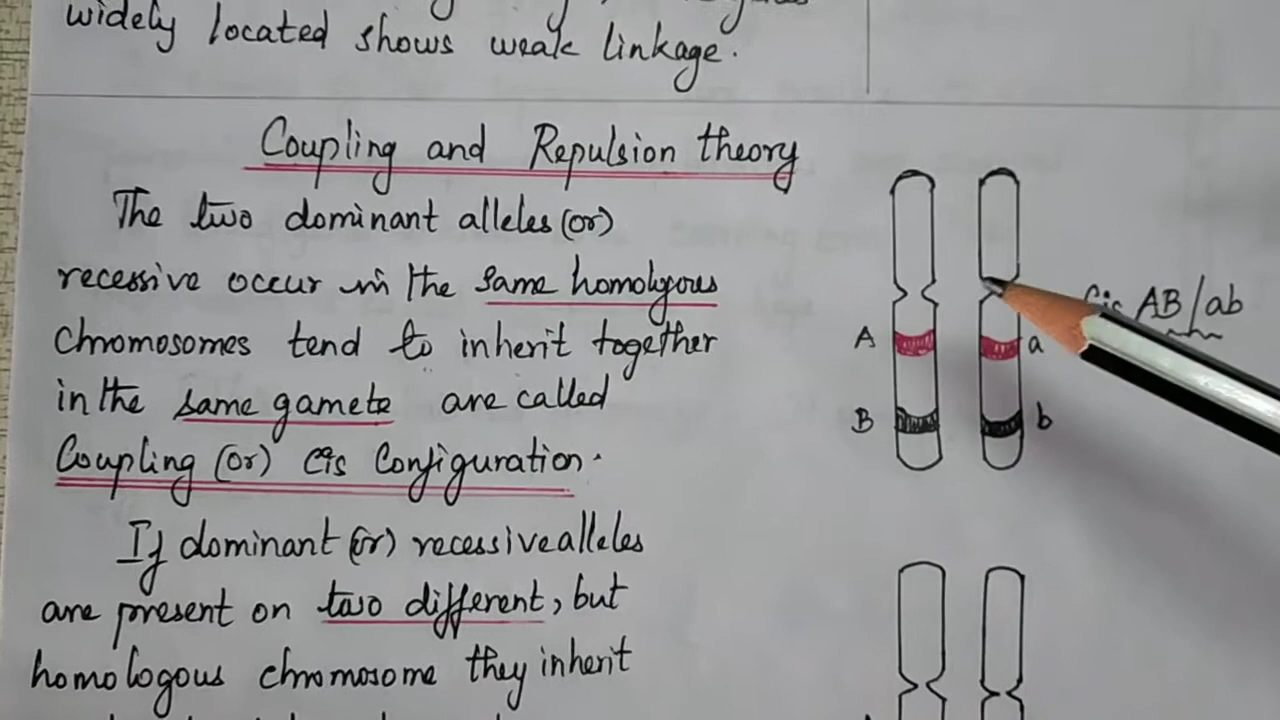 widely located shows weak linkage.
Coupling and Repulsion theory
The two dominant alleles (or)
recessive occur in the same homolgous
chromosomes tend to inherit together
in the same gamete are called
Coupling (or) Cis Configuration.
If dominant (or) recessive alleles
are present on two different, but
homologous chromosome they inherit
A
a
B
b
Cis AB/ab